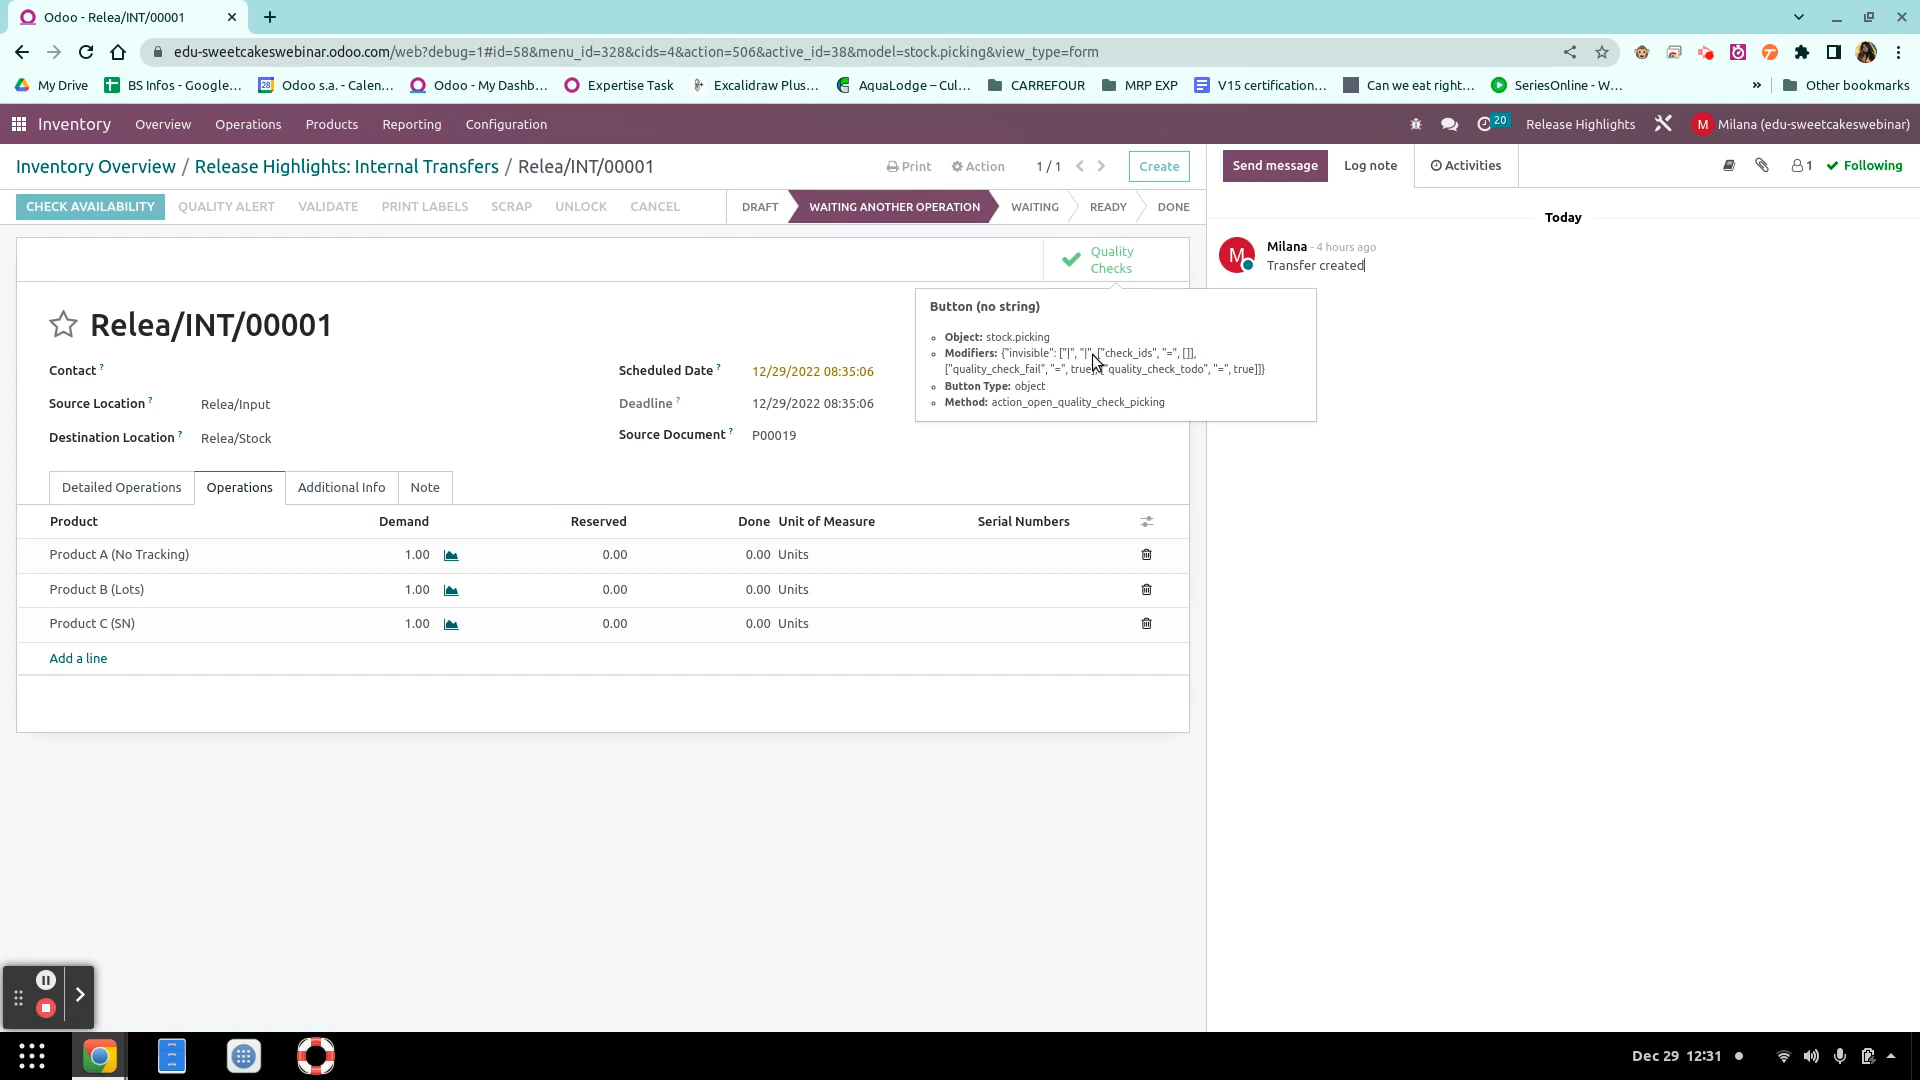 Odoo - Relea/INT/00001
edu-sweetcakeswebinar.odoo.com/web?debug=1#id=58&menu_id=328&cids=4&action=506&active_id=38&model=stock.picking&view_type=form
My Drive
BS Infos - Google...
Odoo s.a. - Calen...
Odoo - My Dashb...
Expertise Task
Excalidraw Plus...
AquaLodge – Cul...
CARREFOUR
MRP EXP
V15 certification...
Can we eat right...
SeriesOnline - W...
»
Other bookmarks
Inventory
Overview
Operations
Products
Reporting
Configuration
20
Release Highlights
M Milana (edu-sweetcakeswebinar)
Inventory Overview / Release Highlights: Internal Transfers / Relea/INT/00001
Print
Action
1 / 1
Create
Send message
Log note
Activities
1
Following
CHECK AVAILABILITY
QUALITY ALERT
VALIDATE
PRINT LABELS
SCRAP
UNLOCK
CANCEL
DRAFT
WAITING ANOTHER OPERATION
WAITING
READY
DONE
Today
M
Milana - 4 hours ago
Transfer created
Quality
Checks
Button (no string)
Object: stock.picking
Modifiers: {"invisible": ["|", "|", ["check_ids", "=", []],
["quality_check_fail", "=", true], ["quality_check_todo", "=", true]]}
Button Type: object
Method: action_open_quality_check_picking
Relea/INT/00001
Contact ?
Source Location ? Relea/Input
Destination Location ? Relea/Stock
Scheduled Date ? 12/29/2022 08:35:06
Deadline ? 12/29/2022 08:35:06
Source Document ? P00019
Detailed Operations
Operations
Additional Info
Note
Product Demand Reserved Done Unit of Measure Serial Numbers
Product A (No Tracking) 1.00 0.00 0.00 Units
Product B (Lots) 1.00 0.00 0.00 Units
Product C (SN) 1.00 0.00 0.00 Units
Add a line
Dec 29 12:31